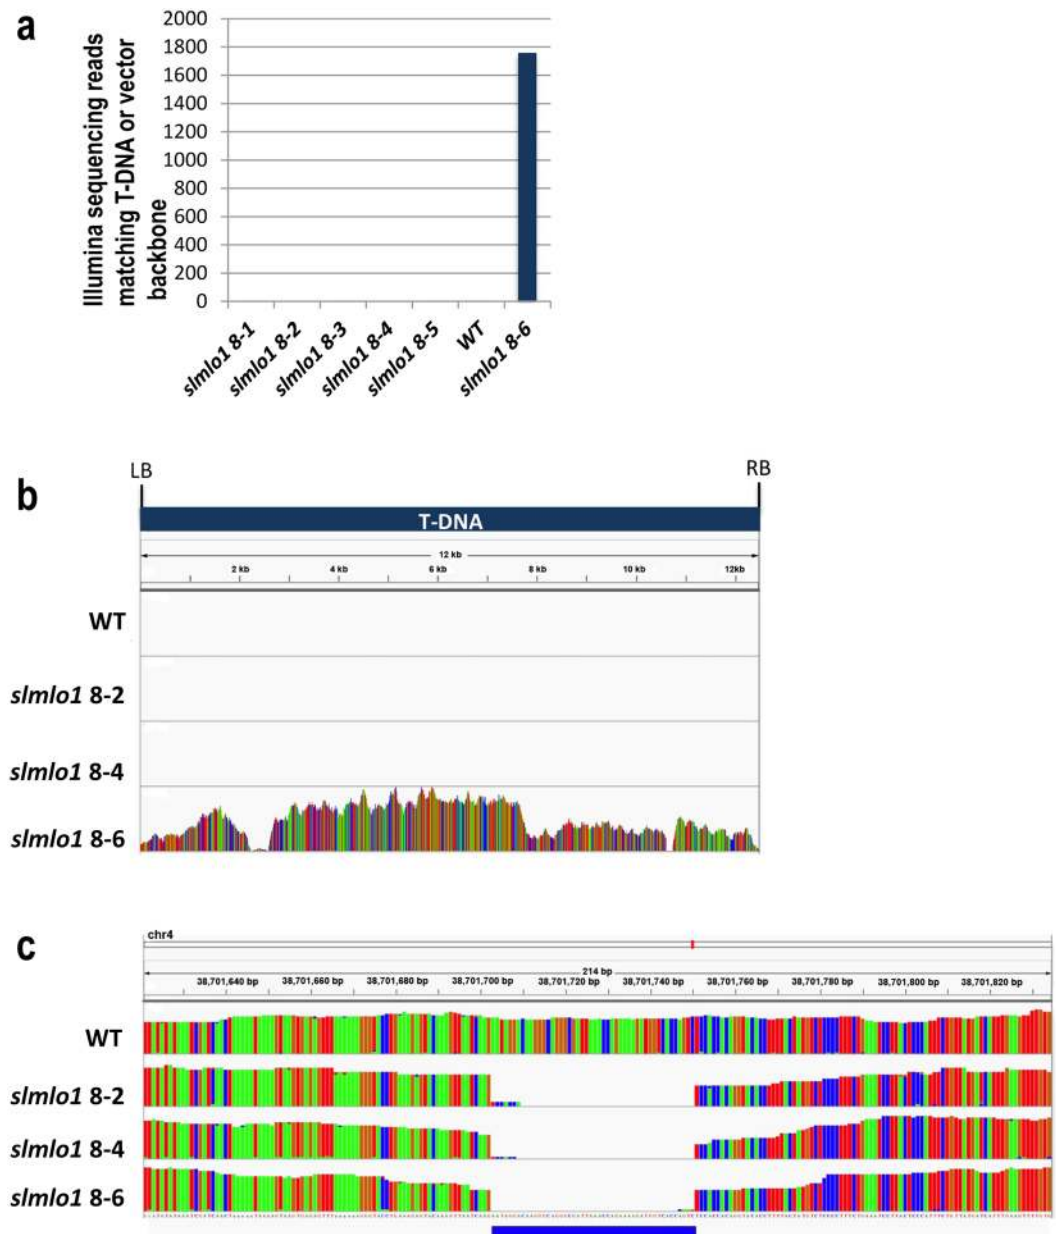 a
Illumina sequencing reads
matching T-DNA or vector
backbone
2000
1800
1600
1400
1200
1000
800
600
400
200
0
slmlo1 8-1
slmlo1 8-2
slmlo1 8-3
slmlo1 8-4
slmlo1 8-5
WT
slmlo1 8-6
b
LB
RB
T-DNA
12 kb
2 kb 4 kb 6 kb 8 kb 10 kb 12kb
WT
slmlo1 8-2
slmlo1 8-4
slmlo1 8-6
c
chr4
214 bp
38,701,640 bp 38,701,660 bp 38,701,680 bp 38,701,700 bp 38,701,720 bp 38,701,740 bp 38,701,760 bp 38,701,780 bp 38,701,800 bp 38,701,820 bp
WT
slmlo1 8-2
slmlo1 8-4
slmlo1 8-6